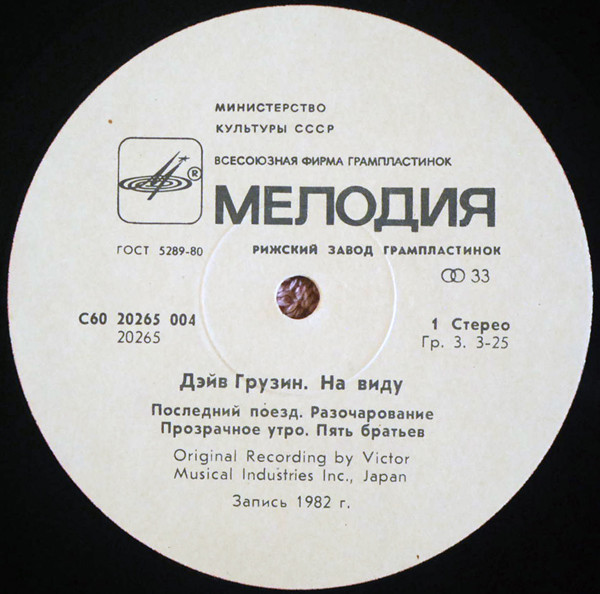 МИНИСТЕРСТВО
КУЛЬТУРЫ СССР
ВСЕСОЮЗНАЯ ФИРМА ГРАМПЛАСТИНОК
®
МЕЛОДИЯ
ГОСТ 5289-80
РИЖСКИЙ ЗАВОД ГРАМПЛАСТИНОК
33
С60 20265 004
1 Стерео
20265
Гр. 3. 3-25
Дэйв Грузин. На виду
Последний поезд. Разочарование
Прозрачное утро. Пять братьев
Original Recording by Victor
Musical Industries Inc., Japan
Запись 1982 г.